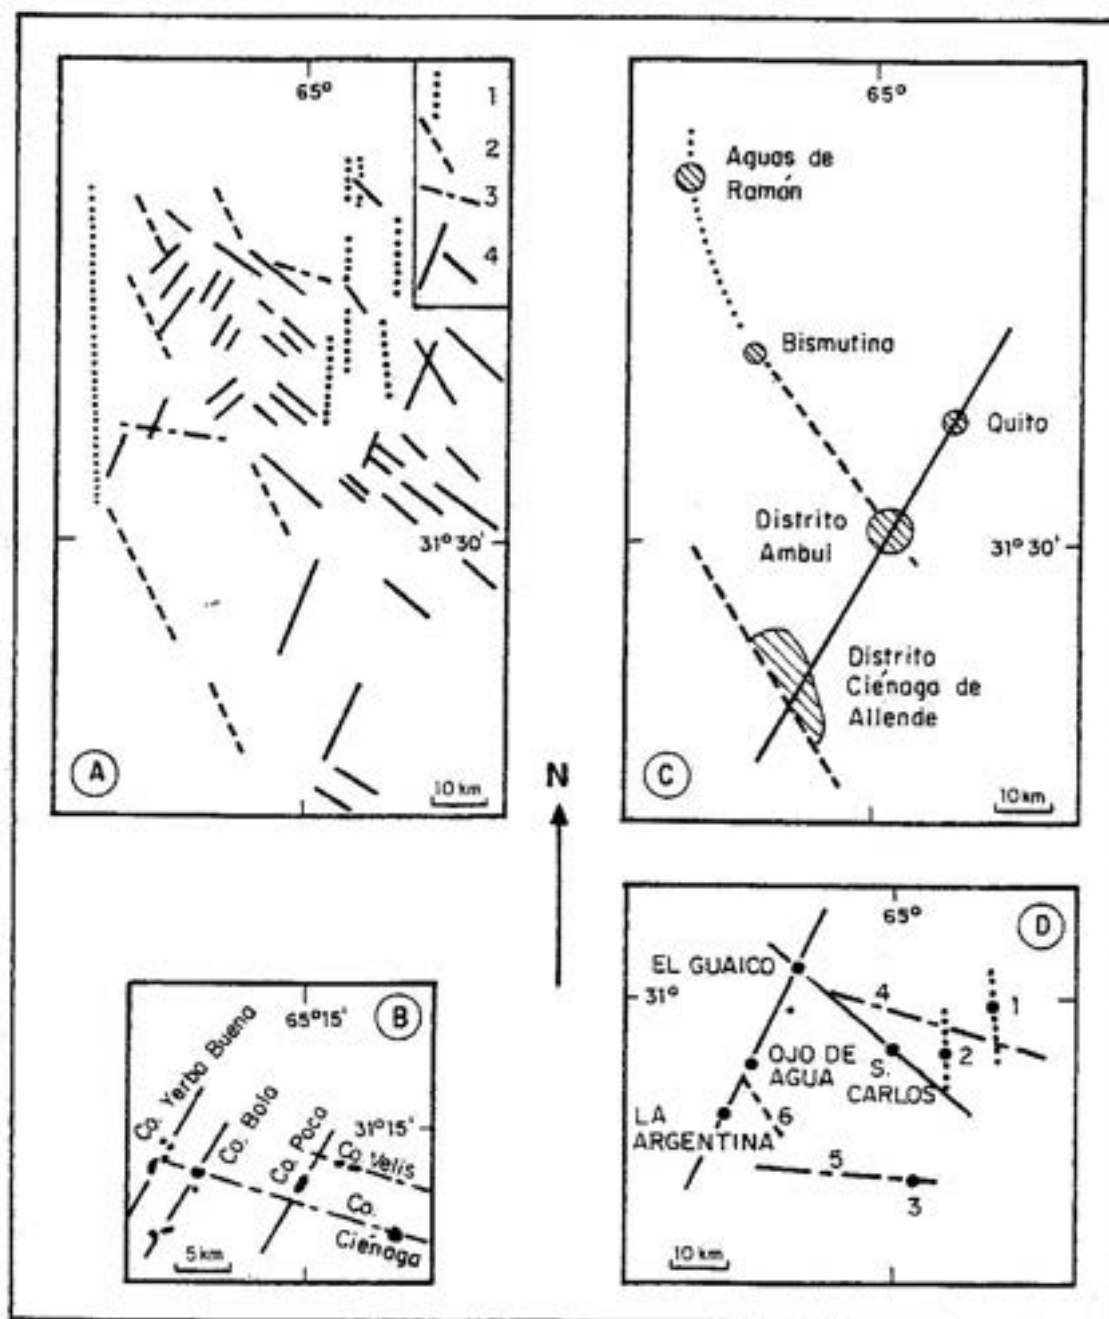 65°
1
2
3
4
31° 30'
A
10 km
65°
Aguas de
Ramón
Bismutina
Quito
Distrito
Ambul
31° 30'
Distrito
Ciénaga de
Allende
C
10 km
N
B
65° 15'
Co. Yerba Buena
Co. Bola
Co. Poca
31° 15'
Co. Velis
Co.
Ciénaga
5 km
65°
D
EL GUAICO
31°
4
1
OJO DE
AGUA
S.
CARLOS
2
LA
ARGENTINA
6
5
3
10 km